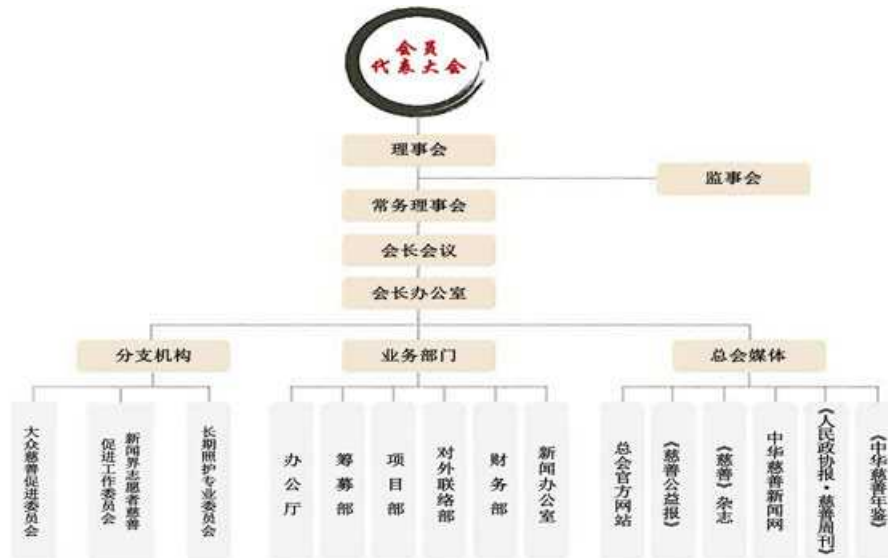 会员
代表大会
理事会
监事会
常务理事会
会长会议
会长办公室
分支机构
业务部门
总会媒体
大众慈善促进委员会
新闻界志愿者慈善
促进工作委员会
长期照护专业委员会
办公厅
筹募部
项目部
对外联络部
财务部
新闻办公室
总会官方网站
《慈善公益报》
《慈善》杂志
中华慈善新闻网
《人民政协报·慈善周刊》
《中华慈善年鉴》